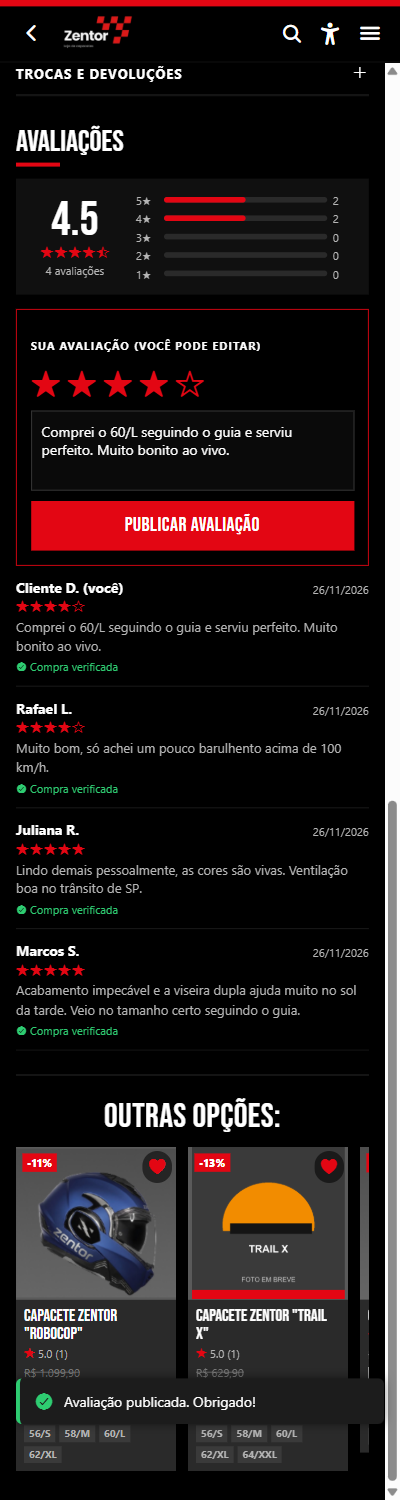 Zentor
TROCAS E DEVOLUÇÕES +
AVALIAÇÕES
4.5
★★★★
4 avaliações
5★ 2
4★ 2
3★ 0
2★ 0
1★ 0
SUA AVALIAÇÃO (VOCÊ PODE EDITAR)
★★★★☆
Comprei o 60/L seguindo o guia e serviu
perfeito. Muito bonito ao vivo.
PUBLICAR AVALIAÇÃO
Cliente D. (você) 26/11/2026
★★★★☆
Comprei o 60/L seguindo o guia e serviu perfeito. Muito
bonito ao vivo.
Compra verificada
Rafael L. 26/11/2026
★★★★☆
Muito bom, só achei um pouco barulhento acima de 100
km/h.
Compra verificada
Juliana R. 26/11/2026
★★★★★
Lindo demais pessoalmente, as cores são vivas. Ventilação
boa no trânsito de SP.
Compra verificada
Marcos S. 26/11/2026
★★★★★
Acabamento impecável e a viseira dupla ajuda muito no sol
da tarde. Veio no tamanho certo seguindo o guia.
Compra verificada
OUTRAS OPÇÕES:
-11%
zentor
CAPACETE ZENTOR
"ROBOCOP"
★ 5.0 (1)
R$ 1.099,90
56/S 58/M 60/L
62/XL
-13%
TRAIL X
FOTO EM BREVE
CAPACETE ZENTOR "TRAIL
X"
★ 5.0 (1)
R$ 629,90
56/S 58/M 60/L
62/XL 64/XXL
Avaliação publicada. Obrigado!